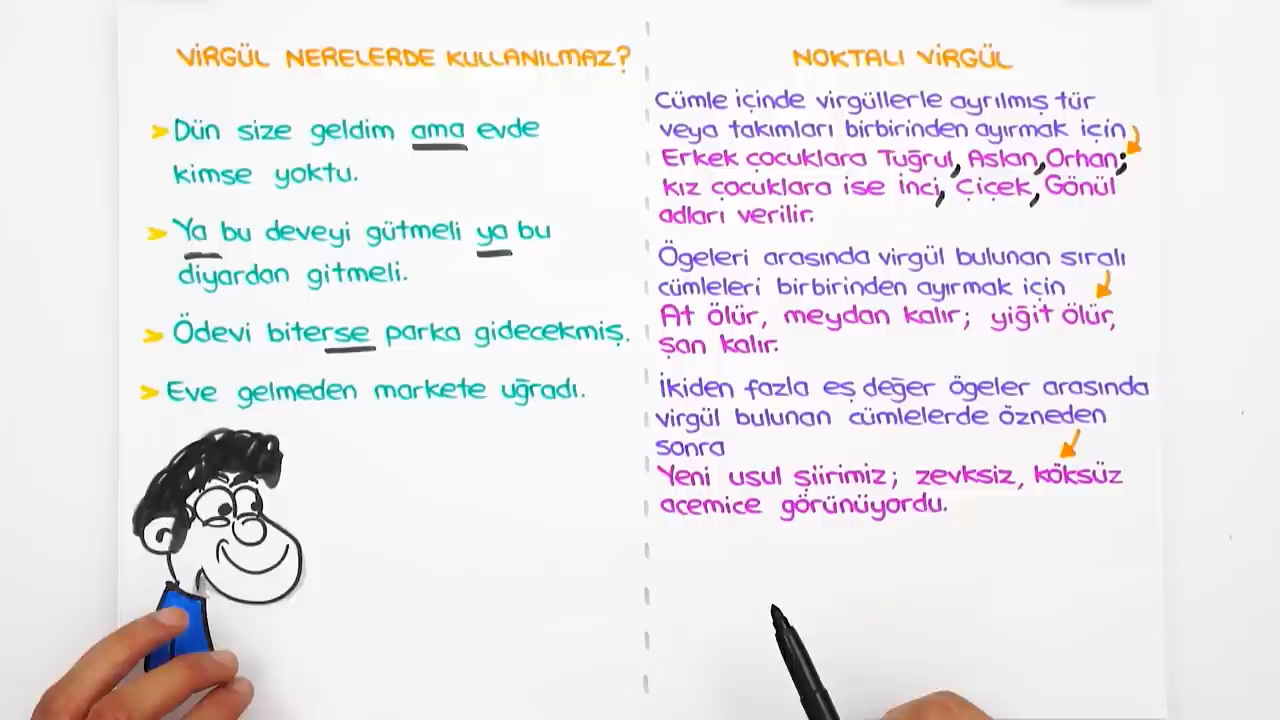 VİRGÜL NERELERDE KULLANILMAZ?
> Dün size geldim ama evde
kimse yoktu.
> Ya bu deveyi gütmeli ya bu
diyardan gitmeli.
> Ödevi biterse parka gidecekmiş.
> Eve gelmeden markete uğradı.
NOKTALI VİRGÜL
Cümle içinde virgüllerle ayrılmış tür
veya takımları birbirinden ayırmak için
Erkek çocuklara Tuğrul, Aslan, Orhan;
kız çocuklara ise İnci, Çiçek, Gönül
adları verilir.
Ögeleri arasında virgül bulunan sıralı
cümleleri birbirinden ayırmak için
At ölür, meydan kalır; yiğit ölür,
şan kalır.
İkiden fazla eş değer ögeler arasında
virgül bulunan cümlelerde özneden
sonra
Yeni usul şiirimiz; zevksiz, köksüz
acemice görünüyordu.